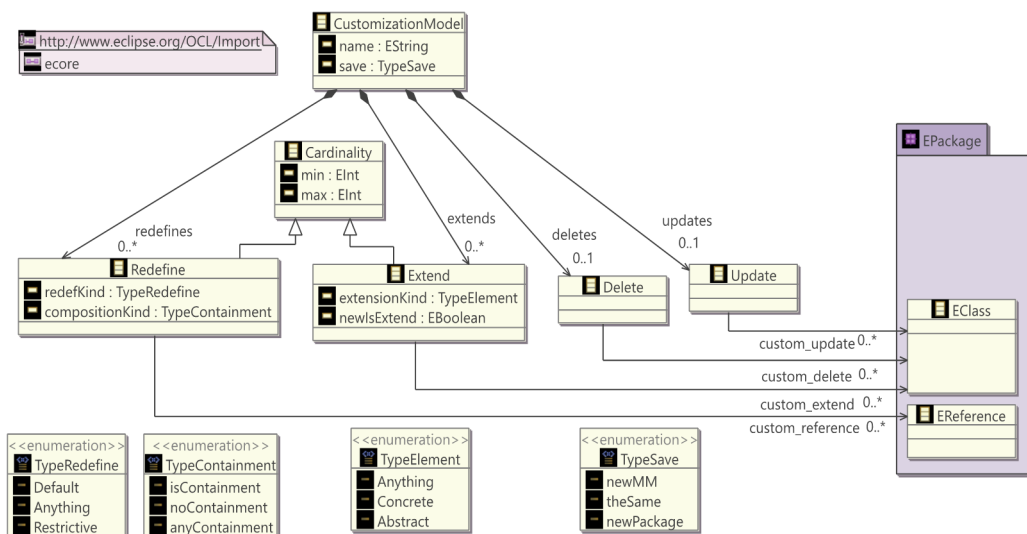 CustomizationModel
name : EString
save : TypeSave
http://www.eclipse.org/OCL/Import
ecore
EPackage
Cardinality
min : EInt
max : EInt
redefines
0..*
extends
0..*
deletes
0..1
updates
0..1
Redefine
redefKind : TypeRedefine
compositionKind : TypeContainment
Extend
extensionKind : TypeElement
newIsExtend : EBoolean
Delete
Update
EClass
custom_update 0..*
custom_delete 0..*
custom_extend 0..*
custom_reference 0..*
EReference
<<enumeration>>
TypeRedefine
Default
Anything
Restrictive
<<enumeration>>
TypeContainment
isContainment
noContainment
anyContainment
<<enumeration>>
TypeElement
Anything
Concrete
Abstract
<<enumeration>>
TypeSave
newMM
theSame
newPackage